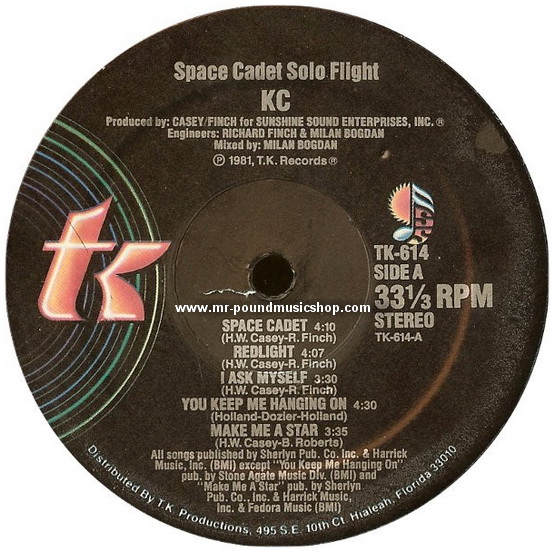 Space Cadet Solo Flight
KC
Produced by: CASEY/FINCH for SUNSHINE SOUND ENTERPRISES, INC.®
Engineers: RICHARD FINCH & MILAN BOGDAN
Mixed by: MILAN BOGDAN
℗ 1981, T.K. Records®
tk
TK-614
SIDE A
33⅓ RPM
STEREO
TK-614-A
www.mr-poundmusicshop.com
SPACE CADET 4:10
(H.W. Casey-R. Finch)
REDLIGHT 4:07
(H.W. Casey-R. Finch)
I ASK MYSELF 3:30
(H.W. Casey-R. Finch)
YOU KEEP ME HANGING ON 4:30
(Holland-Dozier-Holland)
MAKE ME A STAR 3:35
(H.W. Casey-B. Roberts)
All songs published by Sherlyn Pub. Co. Inc. & Harrick
Music, Inc. (BMI) except "You Keep Me Hanging On"
pub. by Stone Agate Music Div. (BMI) and
"Make Me A Star" pub. by Sherlyn
Pub. Co., Inc. & Harrick Music,
Inc. & Fedora Music (BMI)
Distributed By T.K. Productions, 495 S.E. 10th Ct. Hialeah, Florida 33010